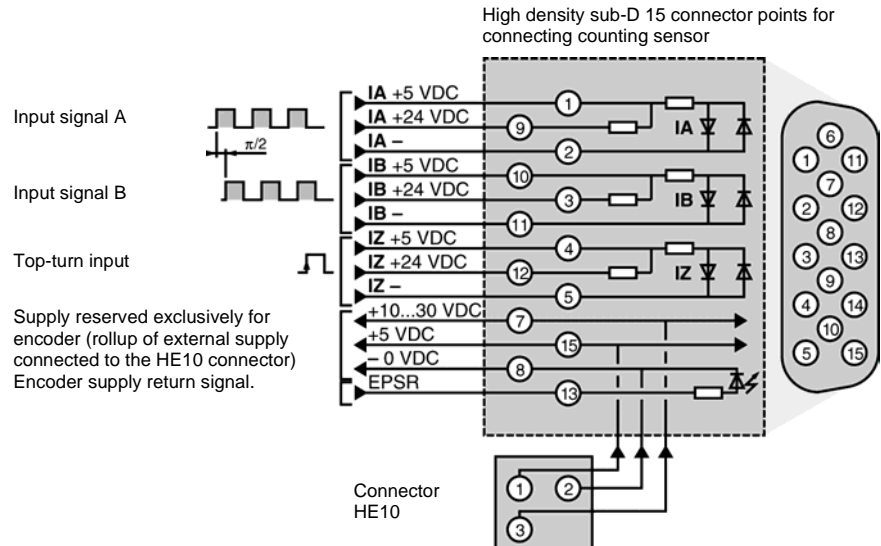 High density sub-D 15 connector points for
connecting counting sensor
Input signal A
π/2
Input signal B
Top-turn input
Supply reserved exclusively for
encoder (rollup of external supply
connected to the HE10 connector)
Encoder supply return signal.
IA +5 VDC 1
IA +24 VDC 9
IA – 2
IA
IB +5 VDC 10
IB +24 VDC 3
IB – 11
IB
IZ +5 VDC 4
IZ +24 VDC 12
IZ – 5
IZ
+10...30 VDC 7
+5 VDC 15
– 0 VDC 8
EPSR 13
6
1 11
7
2 12
8
3 13
9
4 14
10
5 15
Connector
HE10
1 2
3